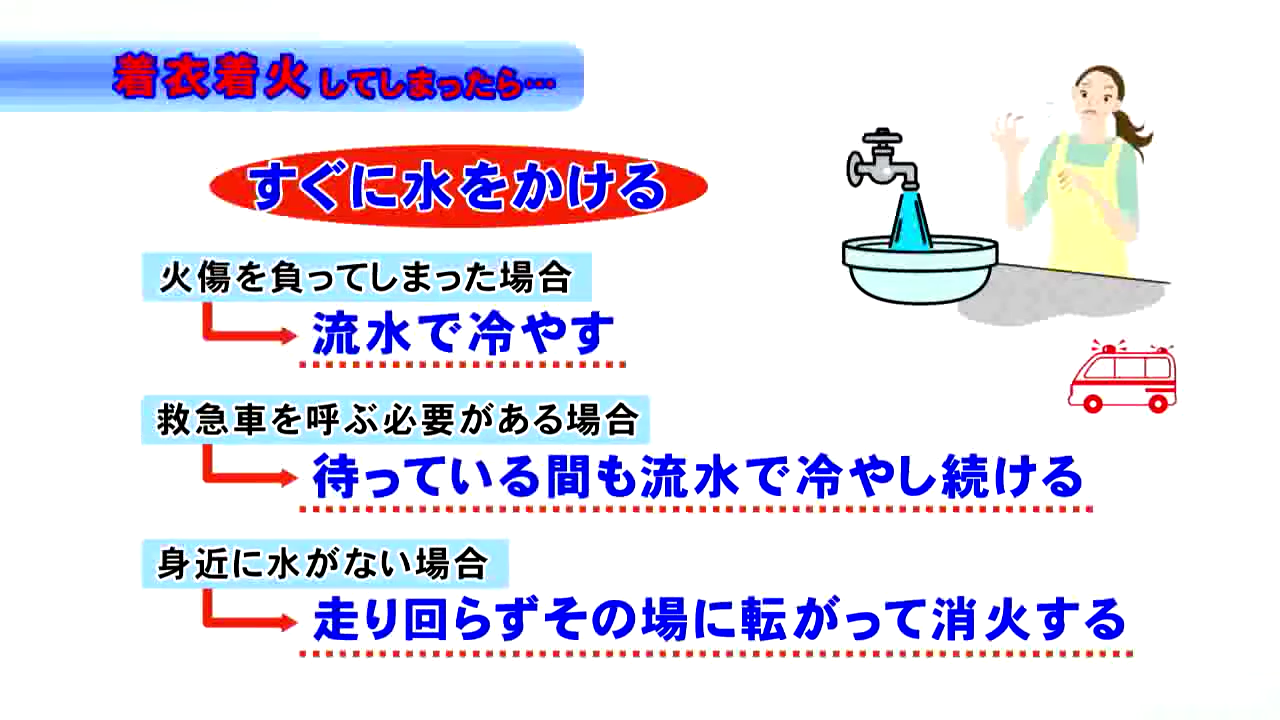 着衣着火してしまったら…
すぐに水をかける
火傷を負ってしまった場合
流水で冷やす
救急車を呼ぶ必要がある場合
待っている間も流水で冷やし続ける
身近に水がない場合
走り回らずその場に転がって消火する